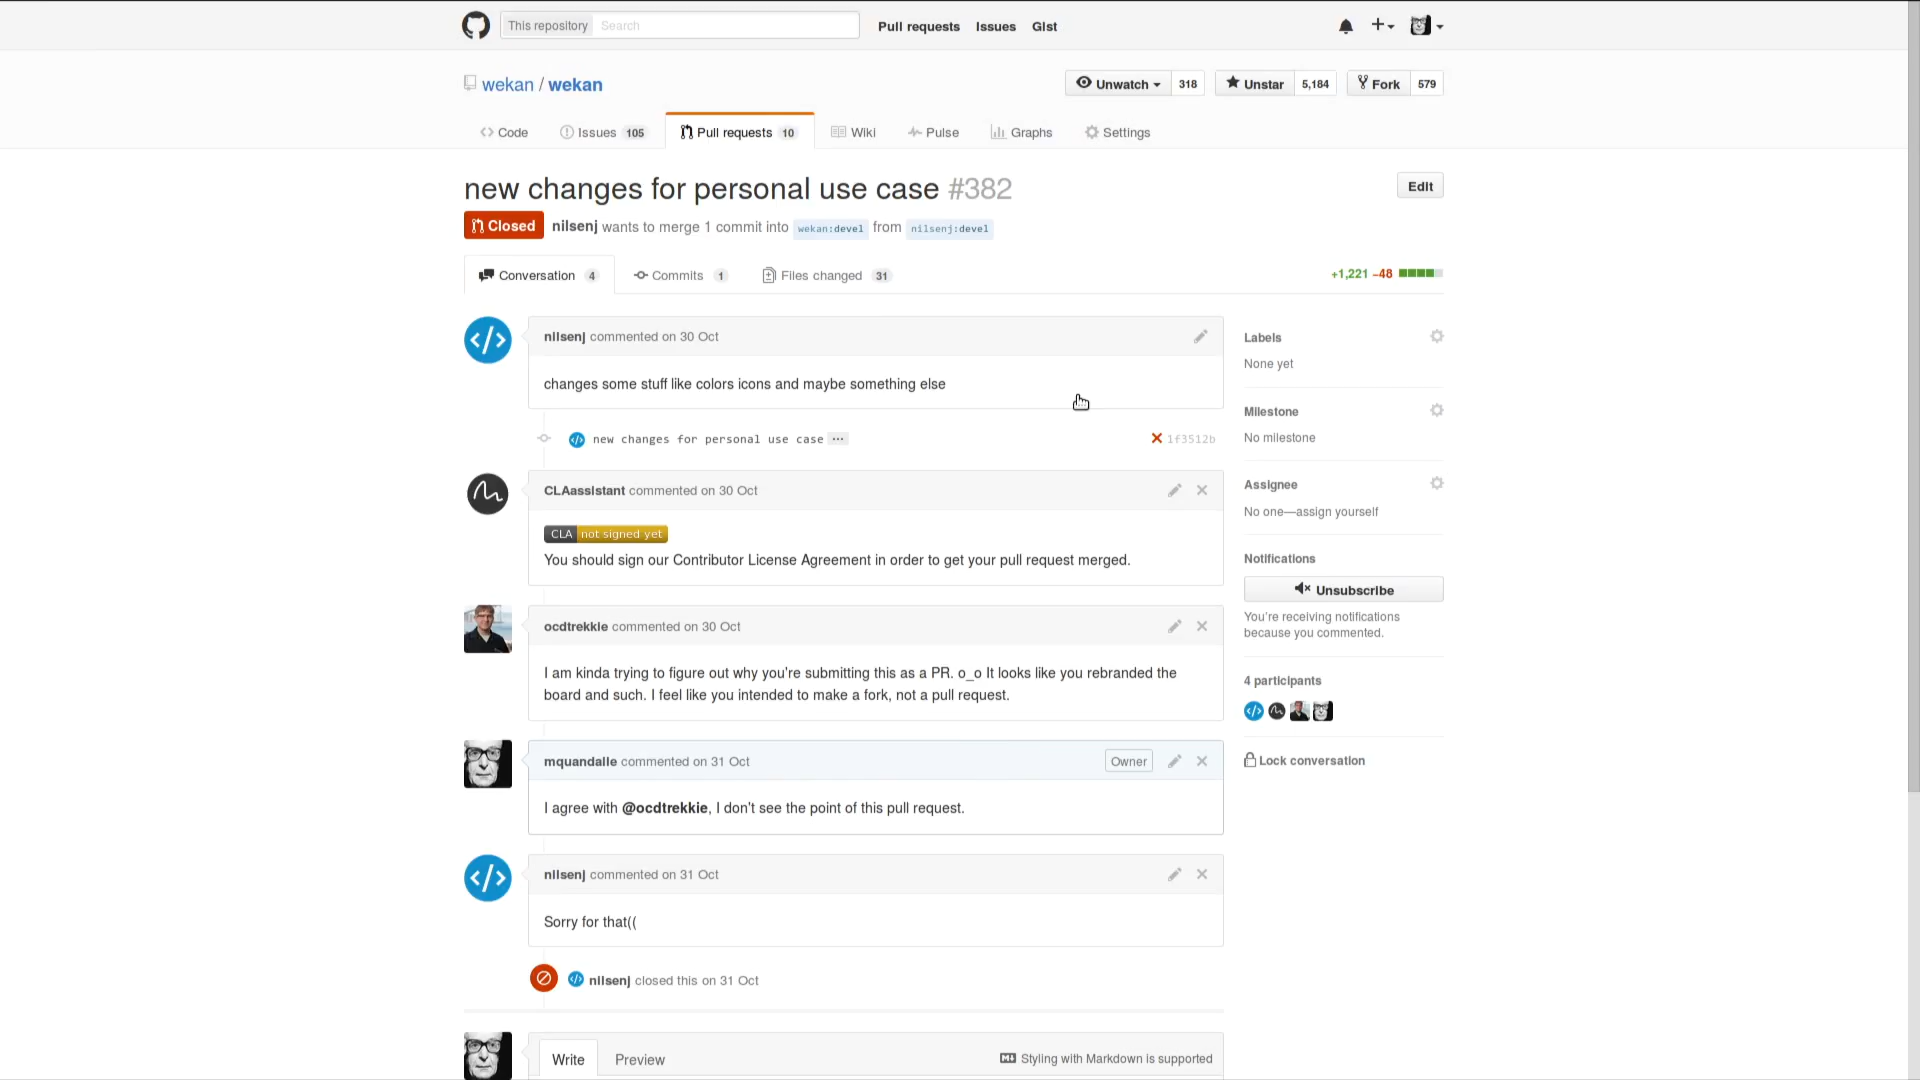 This repository Search Pull requests Issues Gist
wekan / wekan Unwatch 318 Unstar 5,184 Fork 579
Code Issues 105 Pull requests 10 Wiki Pulse Graphs Settings
new changes for personal use case #382 Edit
Closed nilsenj wants to merge 1 commit into wekan:devel from nilsenj:devel
Conversation 4 Commits 1 Files changed 31 +1,221 −48
nilsenj commented on 30 Oct
changes some stuff like colors icons and maybe something else
new changes for personal use case ... 1f3512b
CLAassistant commented on 30 Oct
CLA not signed yet
You should sign our Contributor License Agreement in order to get your pull request merged.
ocdtrekkie commented on 30 Oct
I am kinda trying to figure out why you're submitting this as a PR. o_o It looks like you rebranded the
board and such. I feel like you intended to make a fork, not a pull request.
mquandalle commented on 31 Oct Owner
I agree with @ocdtrekkie, I don't see the point of this pull request.
nilsenj commented on 31 Oct
Sorry for that((
nilsenj closed this on 31 Oct
Write Preview Styling with Markdown is supported
Labels
None yet
Milestone
No milestone
Assignee
No one—assign yourself
Notifications
Unsubscribe
You're receiving notifications
because you commented.
4 participants
Lock conversation